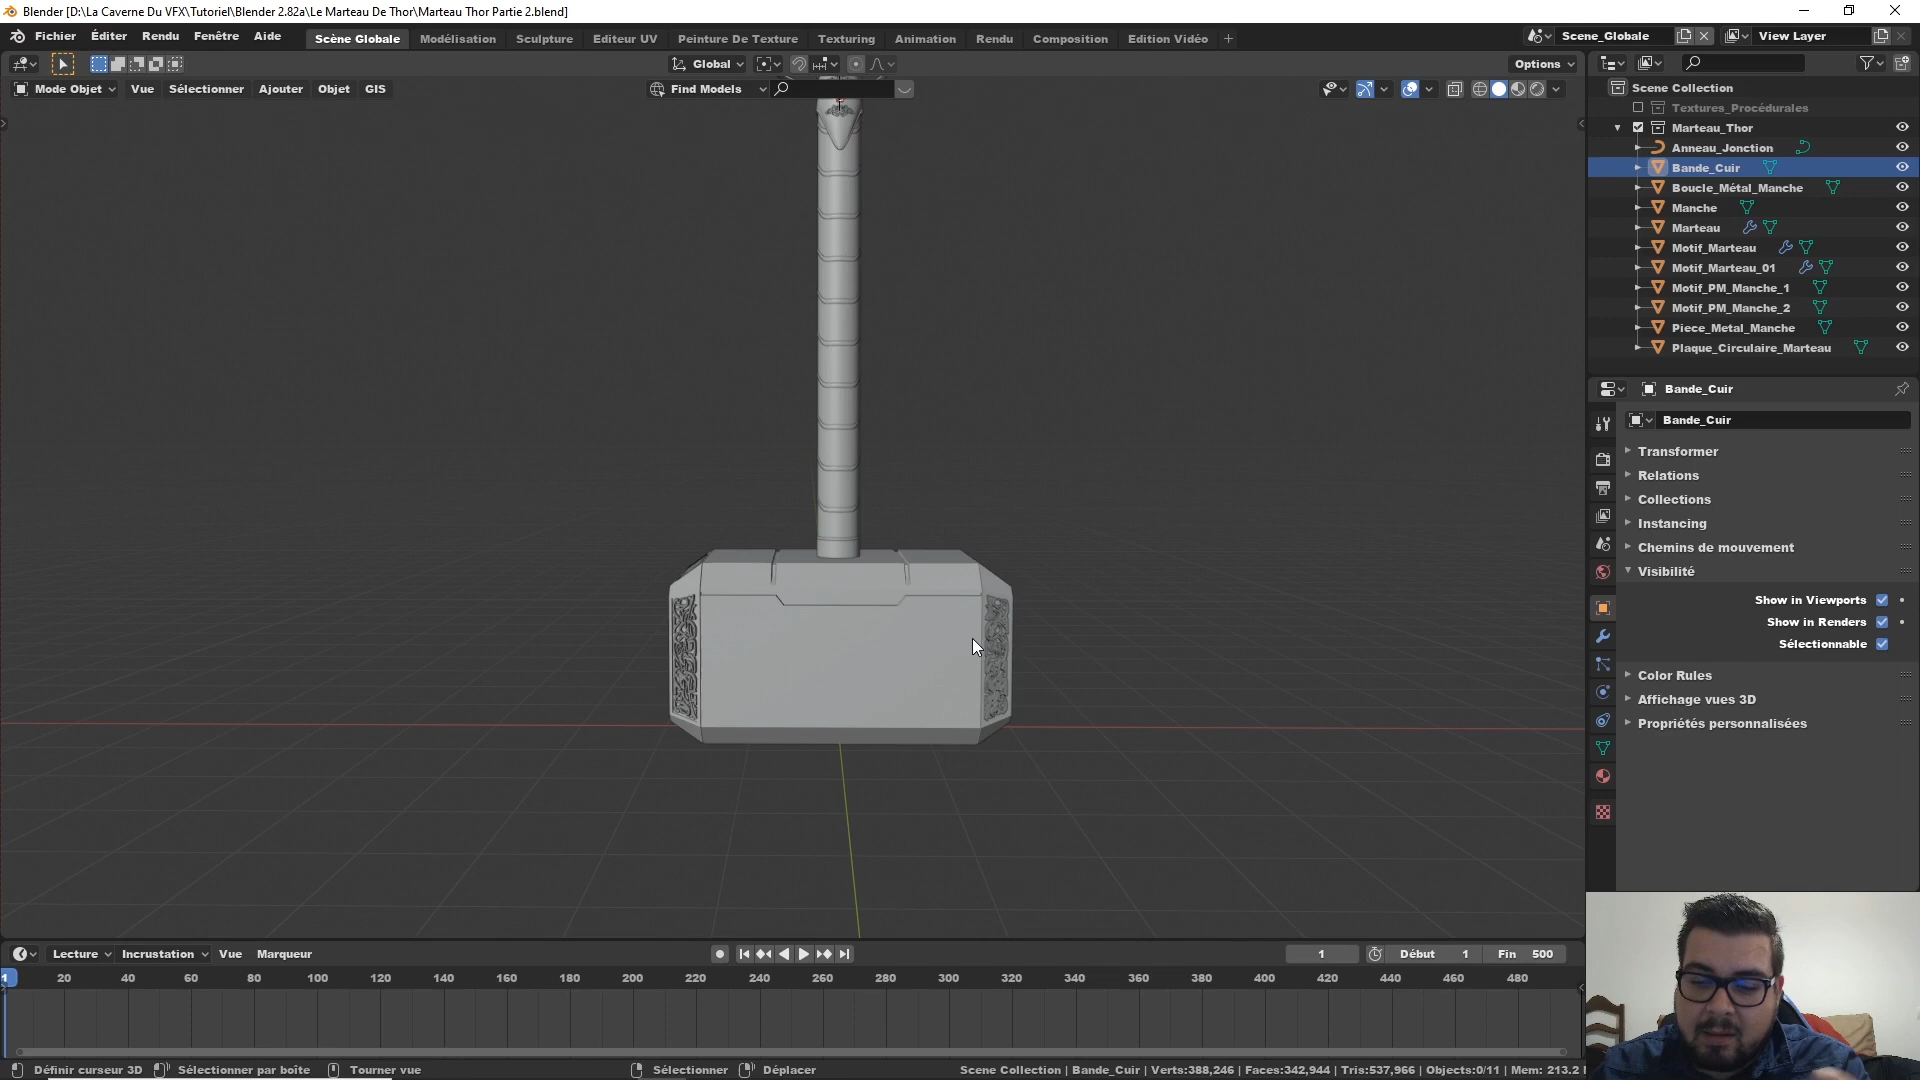 Blender [D:\La Caverne Du VFX\Tutoriel\Blender 2.82a\Le Marteau De Thor\Marteau Thor Partie 2.blend]
Fichier Éditer Rendu Fenêtre Aide
Scène Globale Modélisation Sculpture Editeur UV Peinture De Texture Texturing Animation Rendu Composition Edition Vidéo +
Scene_Globale
View Layer
Global
Options
Mode Objet Vue Sélectionner Ajouter Objet GIS
Find Models
Scene Collection
Textures_Procédurales
Marteau_Thor
Anneau_Jonction
Bande_Cuir
Boucle_Métal_Manche
Manche
Marteau
Motif_Marteau
Motif_Marteau_01
Motif_PM_Manche_1
Motif_PM_Manche_2
Piece_Metal_Manche
Plaque_Circulaire_Marteau
Bande_Cuir
Bande_Cuir
Transformer
Relations
Collections
Instancing
Chemins de mouvement
Visibilité
Show in Viewports
Show in Renders
Sélectionnable
Color Rules
Affichage vues 3D
Propriétés personnalisées
Lecture Incrustation Vue Marqueur
1
Début 1
Fin 500
1 20 40 60 80 100 120 140 160 180 200 220 240 260 280 300 320 340 360 380 400 420 440 460 480
Définir curseur 3D Sélectionner par boîte Tourner vue Sélectionner Déplacer
Scene Collection | Bande_Cuir | Verts:388,246 | Faces:342,944 | Tris:537,966 | Objects:0/11 | Mem: 213.2